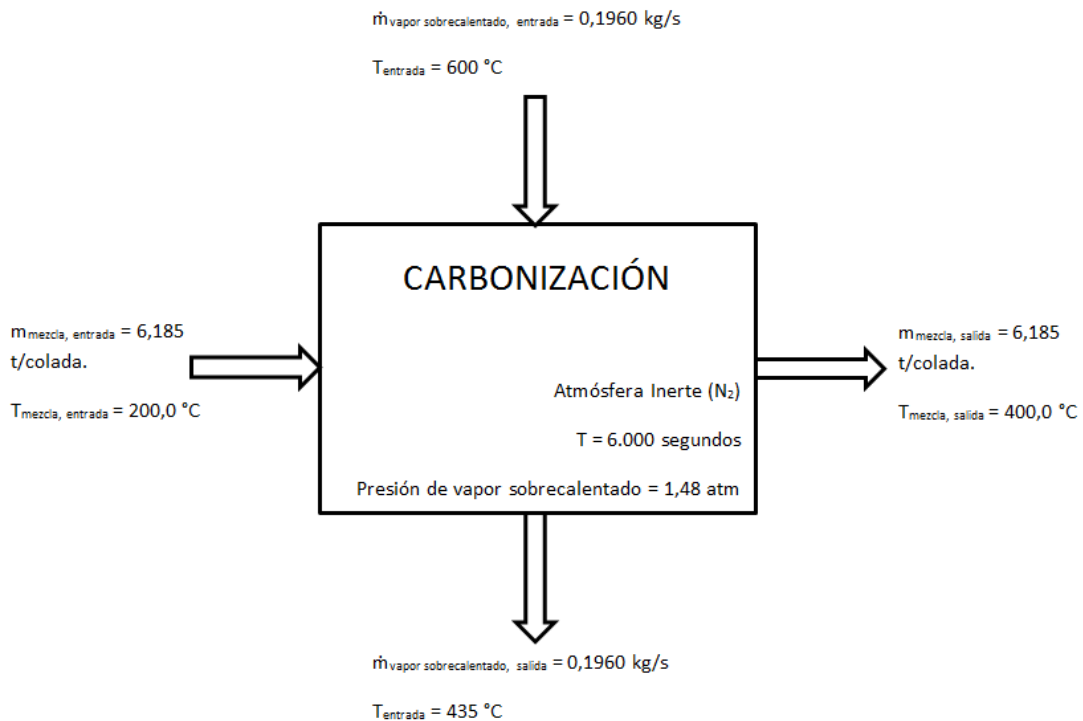 ṁvapor sobrecalentado, entrada = 0,1960 kg/s
Tentrada = 600 °C
CARBONIZACIÓN
mmezcla, entrada = 6,185
t/colada.
Tmezcla, entrada = 200,0 °C
Atmósfera Inerte (N₂)
T = 6.000 segundos
Presión de vapor sobrecalentado = 1,48 atm
mmezcla, salida = 6,185
t/colada.
Tmezcla, salida = 400,0 °C
ṁvapor sobrecalentado, salida = 0,1960 kg/s
Tentrada = 435 °C